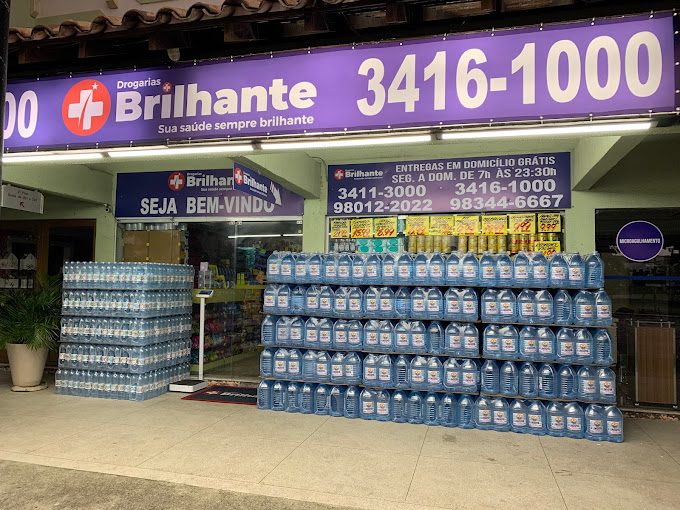 00
Drogarias
Brilhante
Sua saúde sempre brilhante
3416-1000
Brilhante
ENTREGAS EM DOMICÍLIO GRÁTIS
SEG. A DOM. DE 7h ÀS 23:30h
3411-3000 3416-1000
98012-2022 98344-6667
SEJA BEM-VINDO
MICROAGULHAMENTO
Brilhante